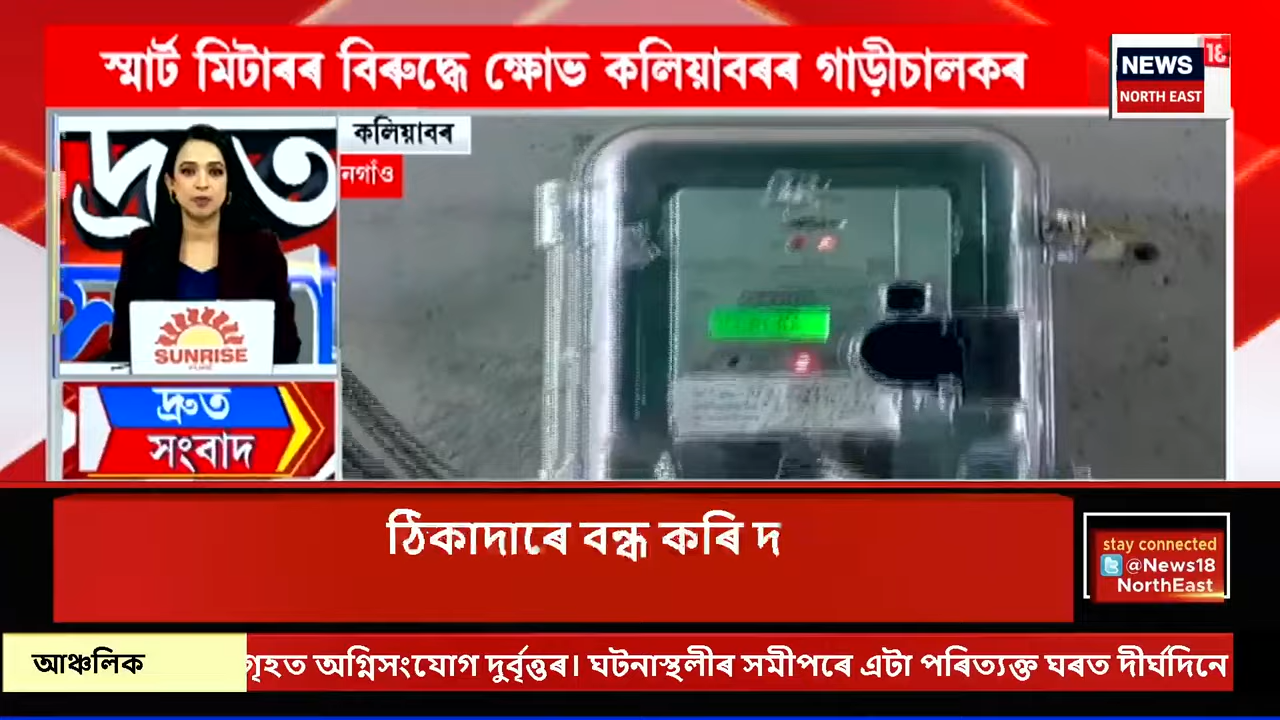 স্মাৰ্ট মিটাৰৰ বিৰুদ্ধে ক্ষোভ কলিয়াবৰৰ গাড়ীচালকৰ
NEWS 18
NORTH EAST
কলিয়াবৰ
নগাঁও
দ্ৰুত
SUNRISE
PURE
দ্ৰুত
সংবাদ
ঠিকাদাৰে বন্ধ কৰি দ
stay connected
@News18
NorthEast
আঞ্চলিক
গৃহত অগ্নিসংযোগ দুৰ্বৃত্তৰ। ঘটনাস্থলীৰ সমীপৰে এটা পৰিত্যক্ত ঘৰত দীৰ্ঘদিনে